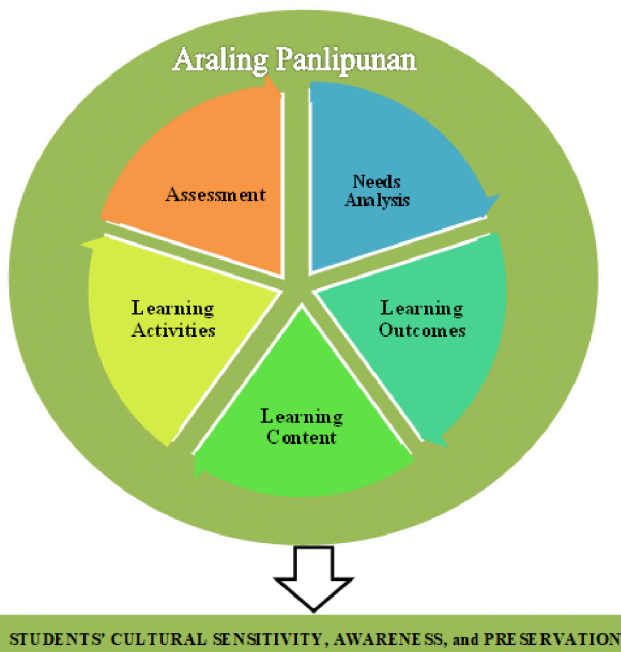 Araling Panlipunan
Assessment
Needs
Analysis
Learning
Activities
Learning
Outcomes
Learning
Content
STUDENTS' CULTURAL SENSITIVITY, AWARENESS, and PRESERVATION